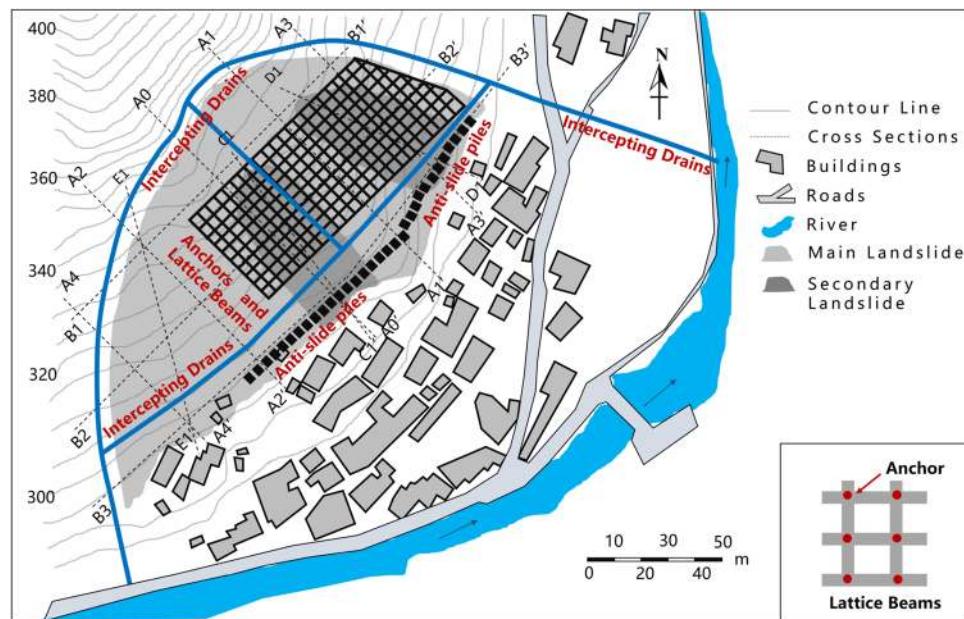 400
380
360
340
320
300
A0
A1
A3
B1'
B2'
B3'
D1
C1
A2
E1
A4
B1
B2
B3
Intercepting Drains
Intercepting Drains
Intercepting Drains
Anchors and
Lattice Beams
Anti-slide piles
Anti-slide piles
D1'
A3'
A1'
A0'
C1'
A2'
A4'
E1'
N
Contour Line
Cross Sections
Buildings
Roads
River
Main Landslide
Secondary
Landslide
10 30 50
0 20 40 m
Anchor
Lattice Beams